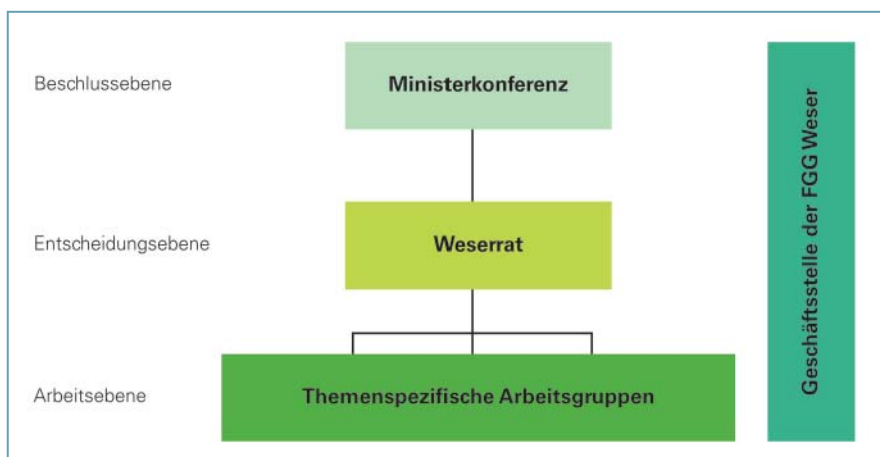 Beschlussebene
Ministerkonferenz
Entscheidungsebene
Weserrat
Arbeitsebene
Themenspezifische Arbeitsgruppen
Geschäftsstelle der FGG Weser